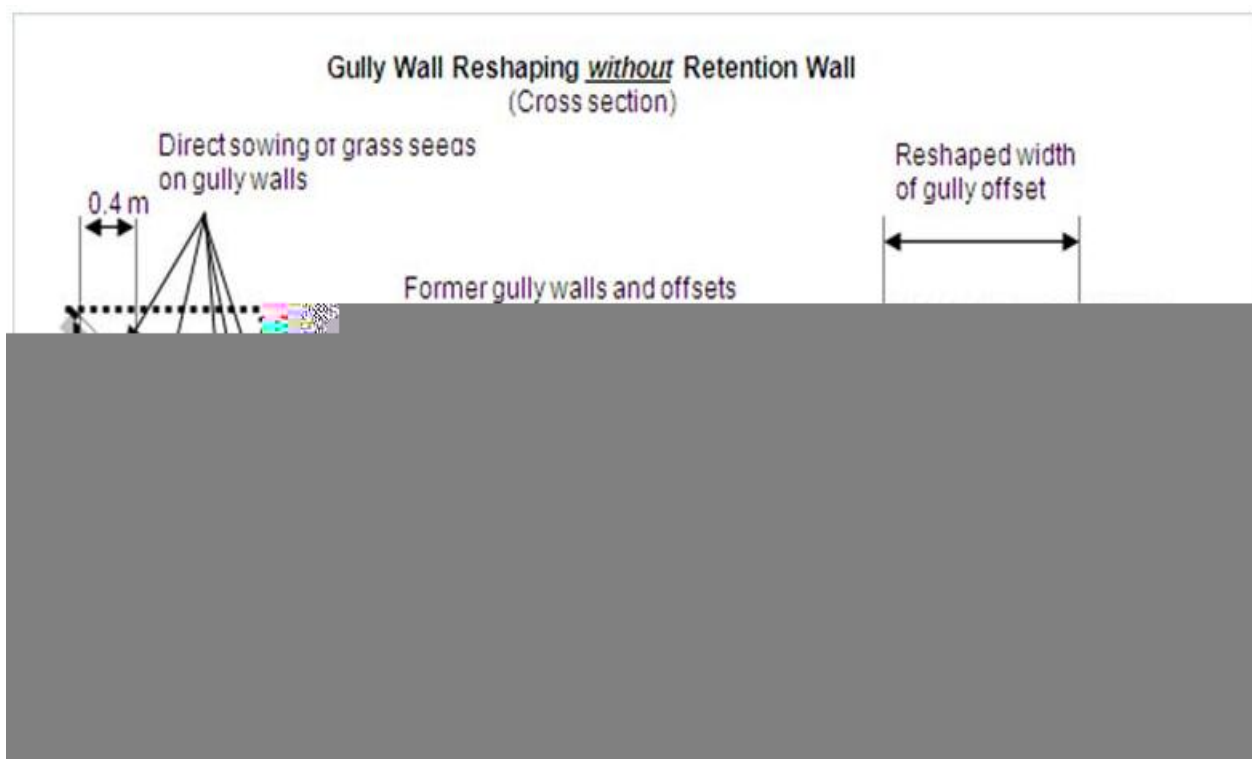 Gully Wall Reshaping without Retention Wall
(Cross section)
Direct sowing of grass seeds
on gully walls
0.4 m
Reshaped width
of gully offset
Former gully walls and offsets